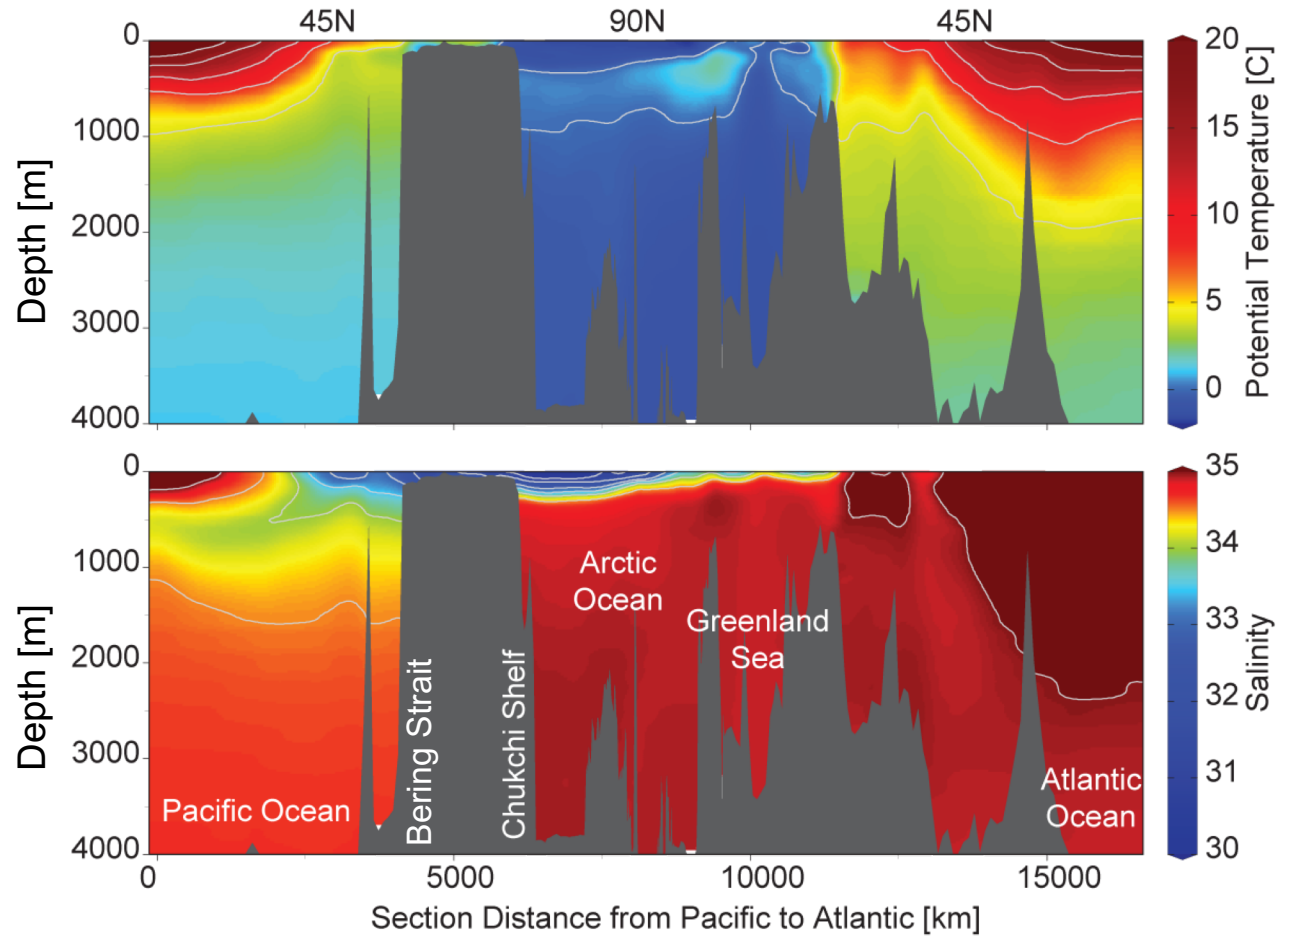 45N 90N 45N
0
1000
2000
3000
4000
Depth [m]
20
15
10
5
0
Potential Temperature [C]
0
1000
2000
3000
4000
Depth [m]
Arctic
Ocean
Greenland
Sea
Pacific Ocean
Bering Strait
Chukchi Shelf
Atlantic
Ocean
35
34
33
32
31
30
Salinity
0 5000 10000 15000
Section Distance from Pacific to Atlantic [km]